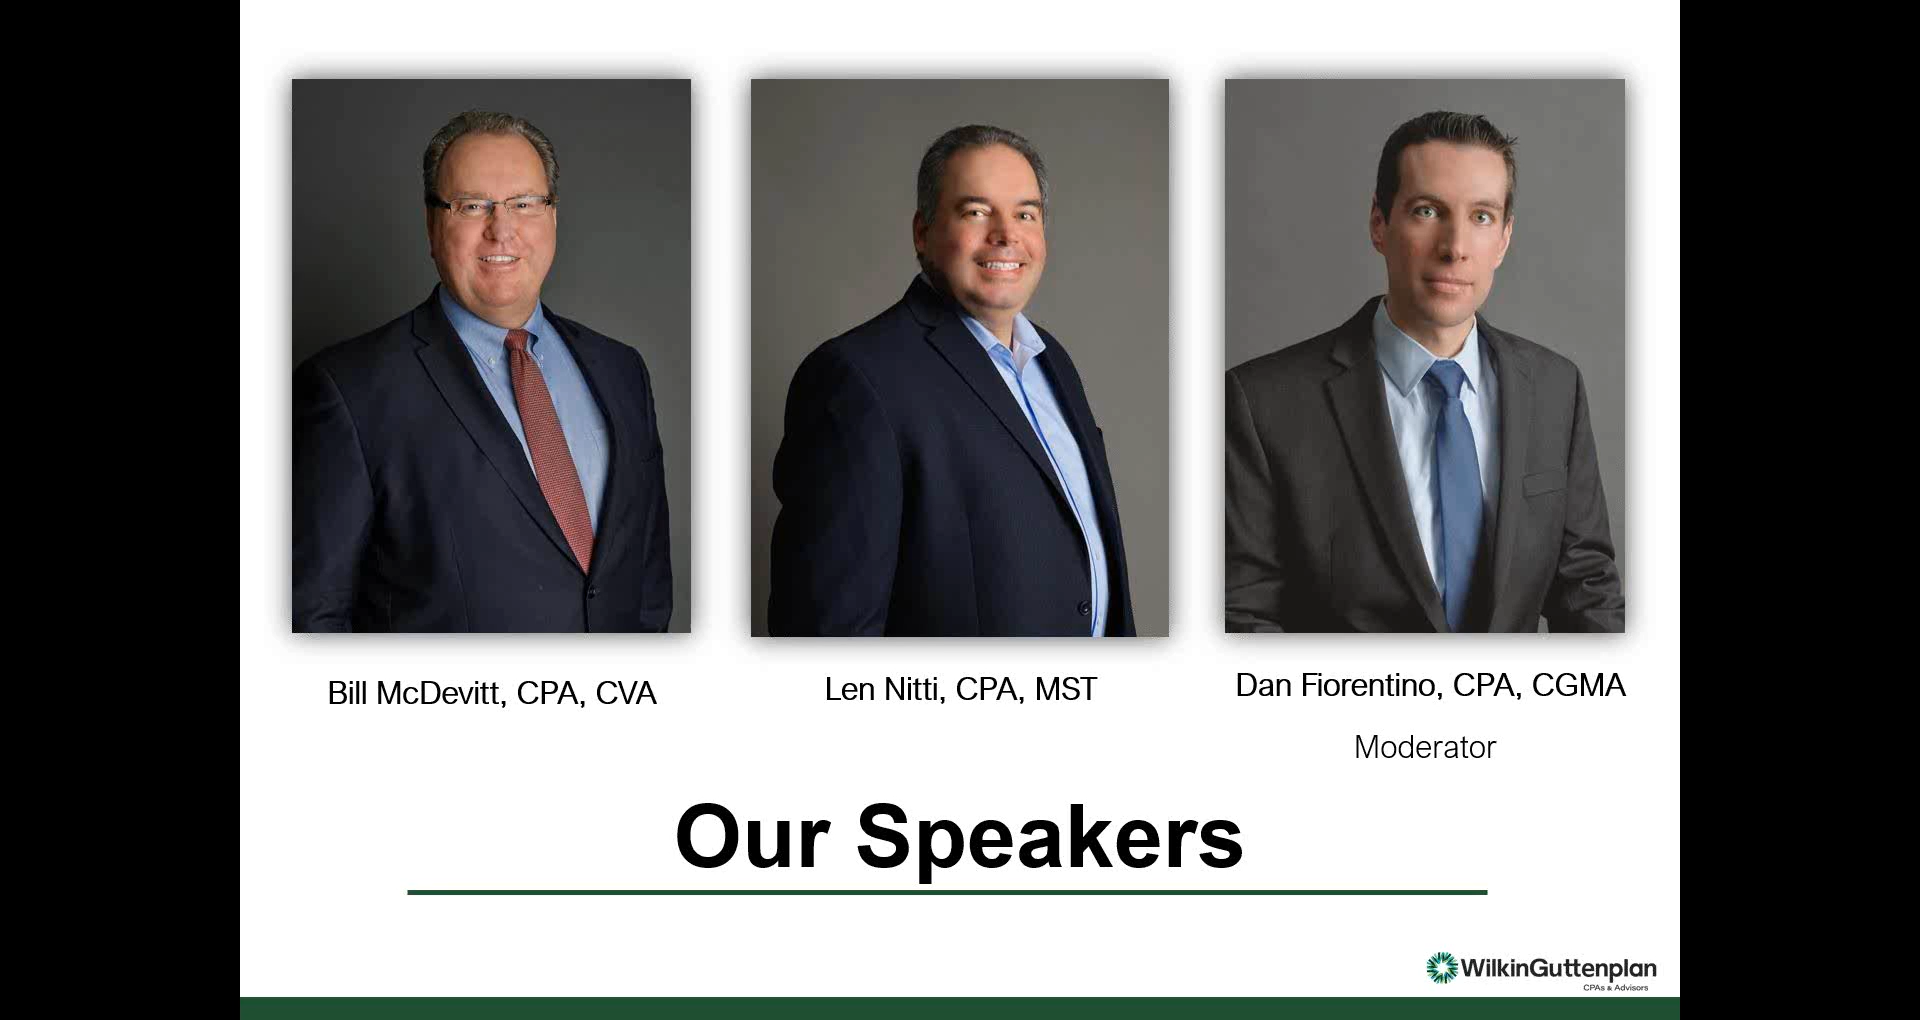 Bill McDevitt, CPA, CVA
Len Nitti, CPA, MST
Dan Fiorentino, CPA, CGMA
Moderator
Our Speakers
WilkinGuttenplan
CPAs & Advisors